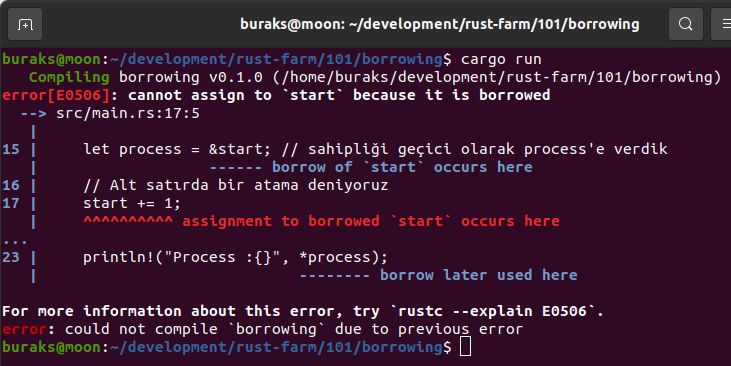 buraks@moon: ~/development/rust-farm/101/borrowing
buraks@moon:~/development/rust-farm/101/borrowing$ cargo run
   Compiling borrowing v0.1.0 (/home/buraks/development/rust-farm/101/borrowing)
error[E0506]: cannot assign to `start` because it is borrowed
  --> src/main.rs:17:5
   |
15 |     let process = &start; // sahipliği geçici olarak process'e verdik
   |                   ------ borrow of `start` occurs here
16 |     // Alt satırda bir atama deniyoruz
17 |     start += 1;
   |     ^^^^^^^^^^ assignment to borrowed `start` occurs here
...
23 |     println!("Process :{}", *process);
   |                             -------- borrow later used here

For more information about this error, try `rustc --explain E0506`.
error: could not compile `borrowing` due to previous error
buraks@moon:~/development/rust-farm/101/borrowing$